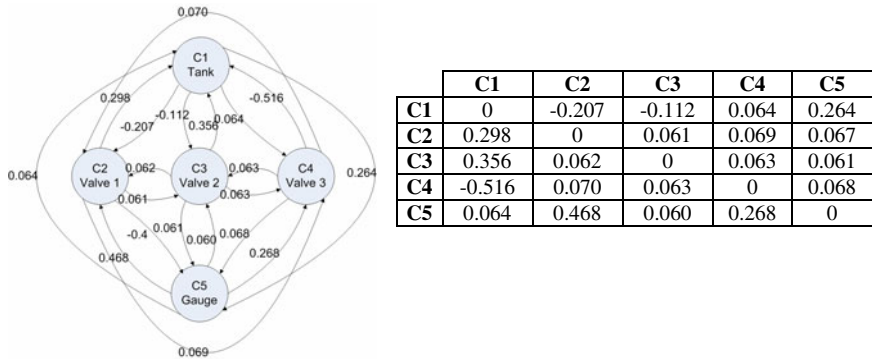 0.070
C1
Tank
0.298
-0.516
-0.112
0.064
0.356
-0.207
C2
Valve 1
0.062
C3
Valve 2
0.063
C4
Valve 3
0.064
0.264
0.061
0.063
-0.4
0.061
0.060
0.068
0.468
0.268
C5
Gauge
0.069
C1 C2 C3 C4 C5
C1 0 -0.207 -0.112 0.064 0.264
C2 0.298 0 0.061 0.069 0.067
C3 0.356 0.062 0 0.063 0.061
C4 -0.516 0.070 0.063 0 0.068
C5 0.064 0.468 0.060 0.268 0